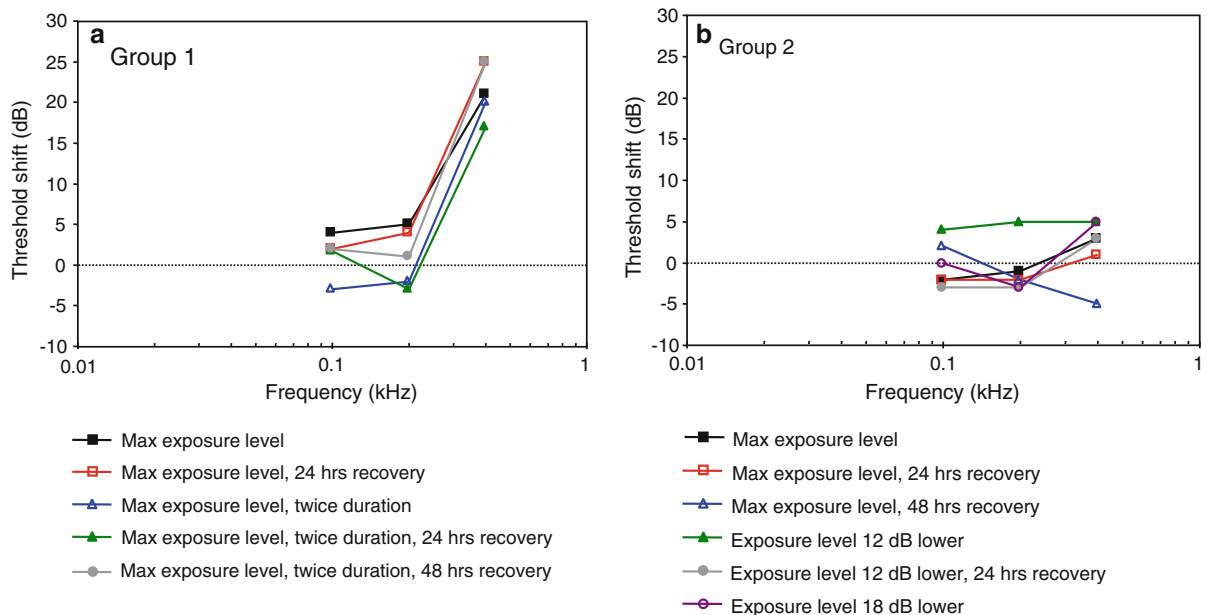 a
Group 1
30
25
20
15
10
5
0
-5
-10
Threshold shift (dB)
0.01
0.1
1
Frequency (kHz)
Max exposure level
Max exposure level, 24 hrs recovery
Max exposure level, twice duration
Max exposure level, twice duration, 24 hrs recovery
Max exposure level, twice duration, 48 hrs recovery
b
Group 2
30
25
20
15
10
5
0
-5
-10
Threshold shift (dB)
0.01
0.1
1
Frequency (kHz)
Max exposure level
Max exposure level, 24 hrs recovery
Max exposure level, 48 hrs recovery
Exposure level 12 dB lower
Exposure level 12 dB lower, 24 hrs recovery
Exposure level 18 dB lower